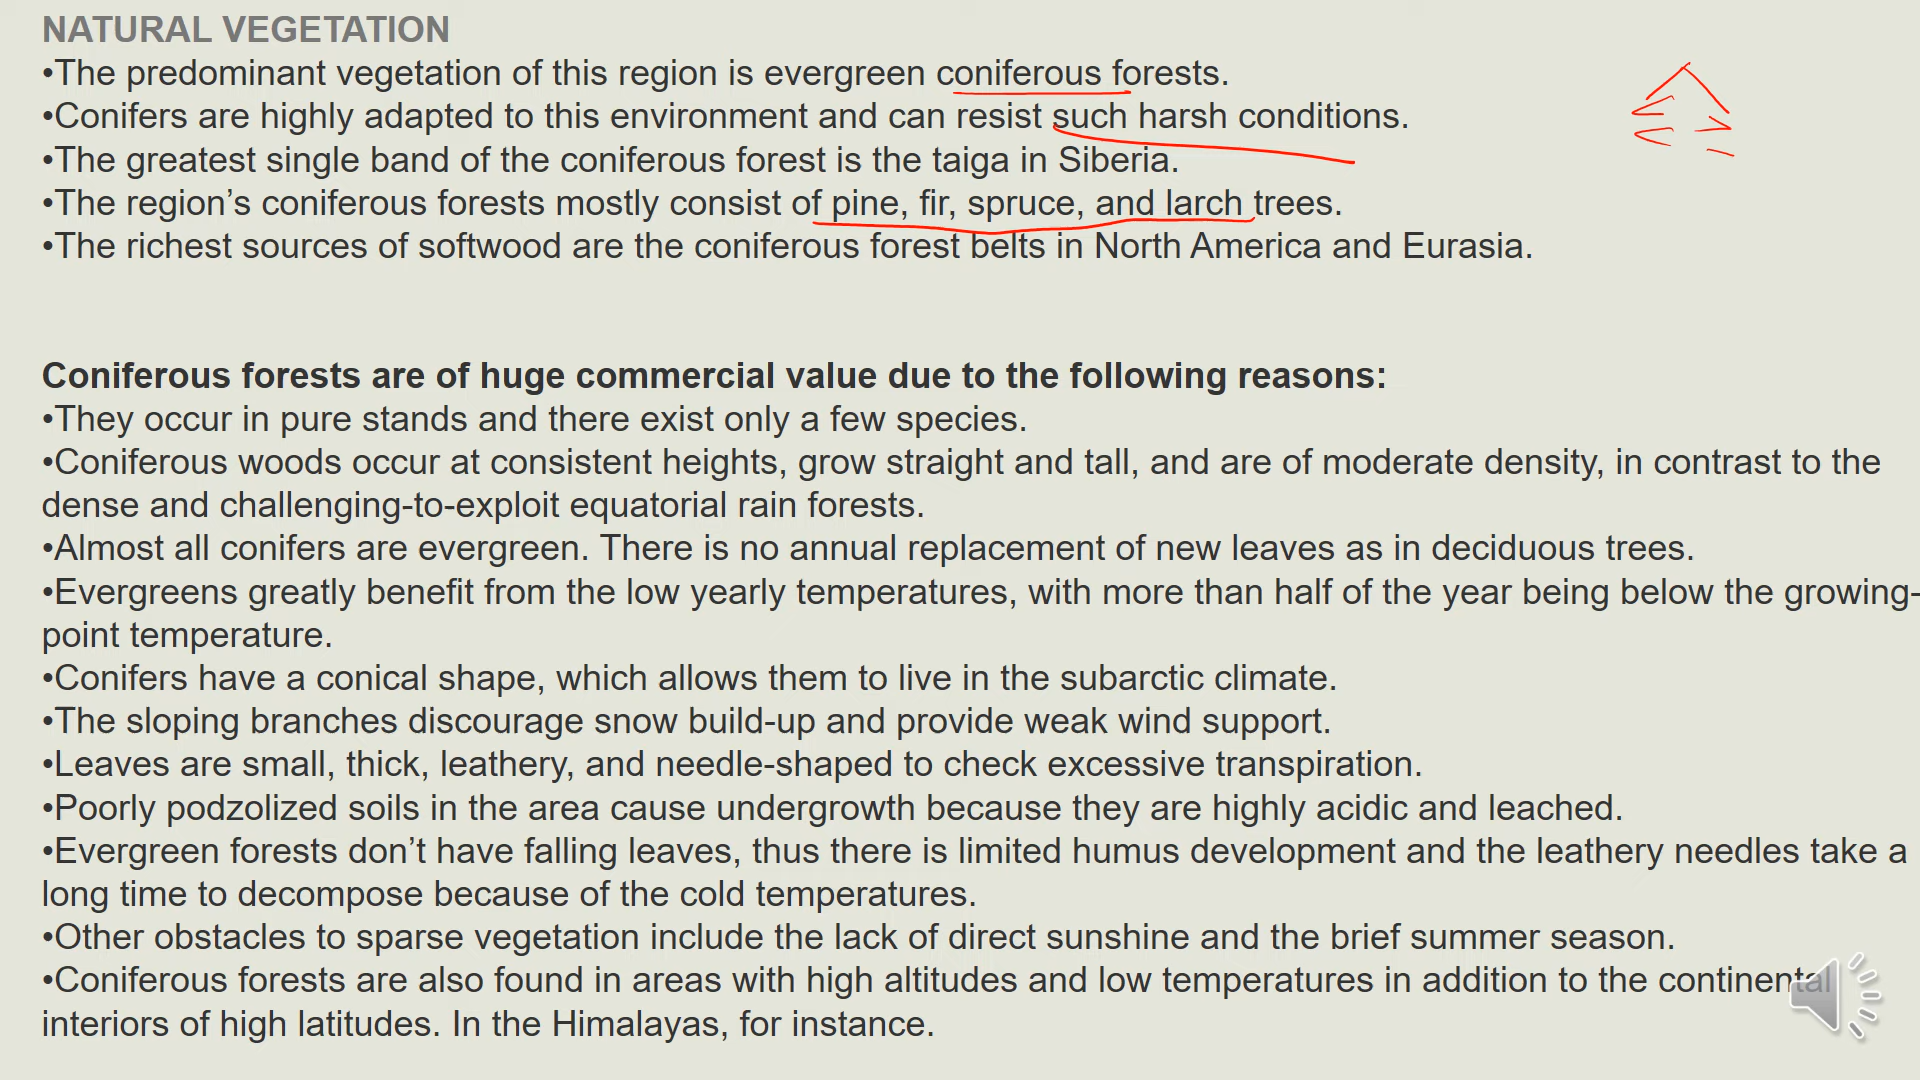 NATURAL VEGETATION
•The predominant vegetation of this region is evergreen coniferous forests.
•Conifers are highly adapted to this environment and can resist such harsh conditions.
•The greatest single band of the coniferous forest is the taiga in Siberia.
•The region’s coniferous forests mostly consist of pine, fir, spruce, and larch trees.
•The richest sources of softwood are the coniferous forest belts in North America and Eurasia.
Coniferous forests are of huge commercial value due to the following reasons:
•They occur in pure stands and there exist only a few species.
•Coniferous woods occur at consistent heights, grow straight and tall, and are of moderate density, in contrast to the
dense and challenging-to-exploit equatorial rain forests.
•Almost all conifers are evergreen. There is no annual replacement of new leaves as in deciduous trees.
•Evergreens greatly benefit from the low yearly temperatures, with more than half of the year being below the growing-
point temperature.
•Conifers have a conical shape, which allows them to live in the subarctic climate.
•The sloping branches discourage snow build-up and provide weak wind support.
•Leaves are small, thick, leathery, and needle-shaped to check excessive transpiration.
•Poorly podzolized soils in the area cause undergrowth because they are highly acidic and leached.
•Evergreen forests don’t have falling leaves, thus there is limited humus development and the leathery needles take a
long time to decompose because of the cold temperatures.
•Other obstacles to sparse vegetation include the lack of direct sunshine and the brief summer season.
•Coniferous forests are also found in areas with high altitudes and low temperatures in addition to the continental
interiors of high latitudes. In the Himalayas, for instance.